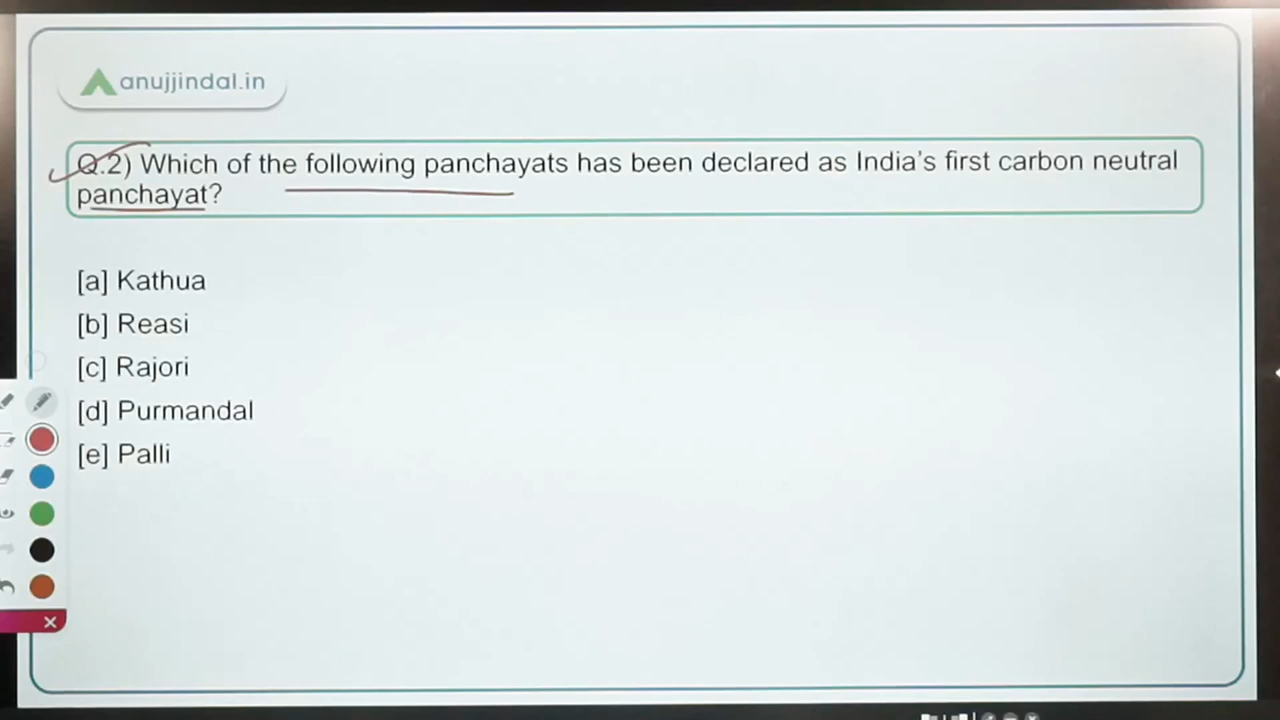 anujjindal.in
Q.2) Which of the following panchayats has been declared as India's first carbon neutral
panchayat?
[a] Kathua
[b] Reasi
[c] Rajori
[d] Purmandal
[e] Palli